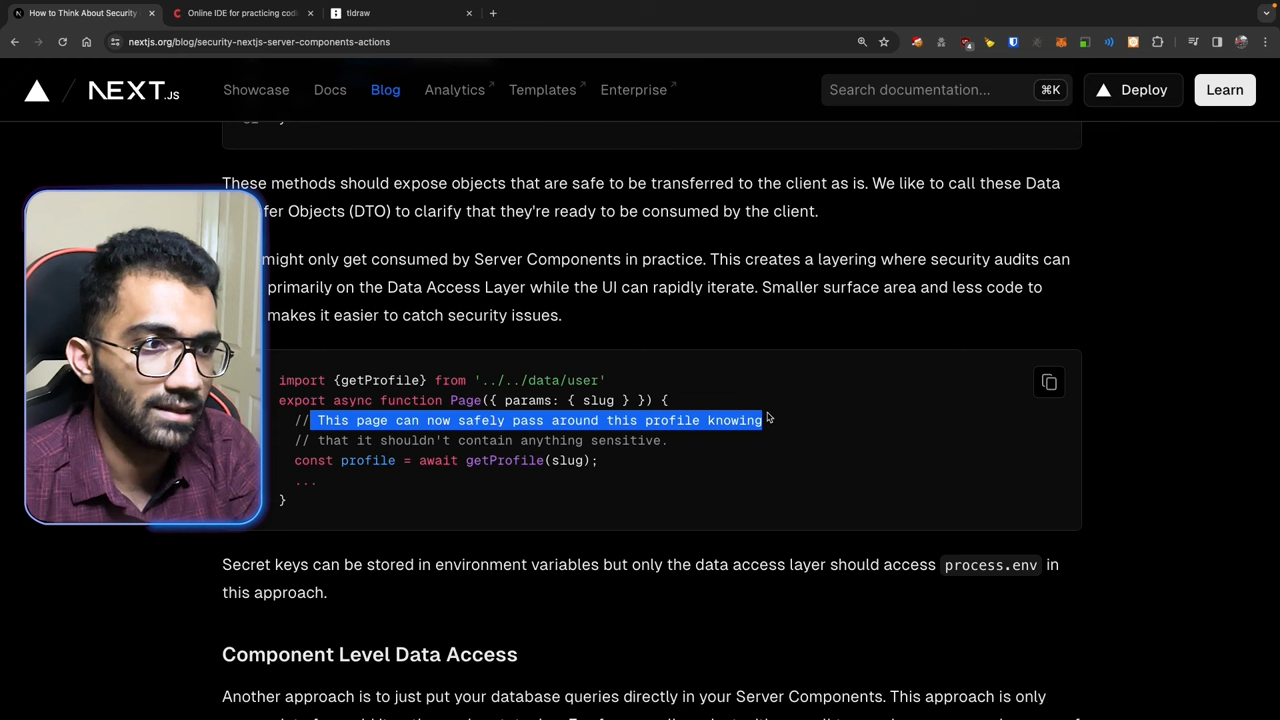 How to Think About Security
Online IDE for practicing codi
tldraw
nextjs.org/blog/security-nextjs-server-components-actions
NEXT.JS
Showcase
Docs
Blog
Analytics
Templates
Enterprise
Search documentation...
⌘K
Deploy
Learn
These methods should expose objects that are safe to be transferred to the client as is. We like to call these Data
fer Objects (DTO) to clarify that they're ready to be consumed by the client.
might only get consumed by Server Components in practice. This creates a layering where security audits can
primarily on the Data Access Layer while the UI can rapidly iterate. Smaller surface area and less code to
makes it easier to catch security issues.
import {getProfile} from '../../data/user'
export async function Page({ params: { slug } }) {
// This page can now safely pass around this profile knowing
// that it shouldn't contain anything sensitive.
const profile = await getProfile(slug);
...
}
Secret keys can be stored in environment variables but only the data access layer should access process.env in
this approach.
Component Level Data Access
Another approach is to just put your database queries directly in your Server Components. This approach is only